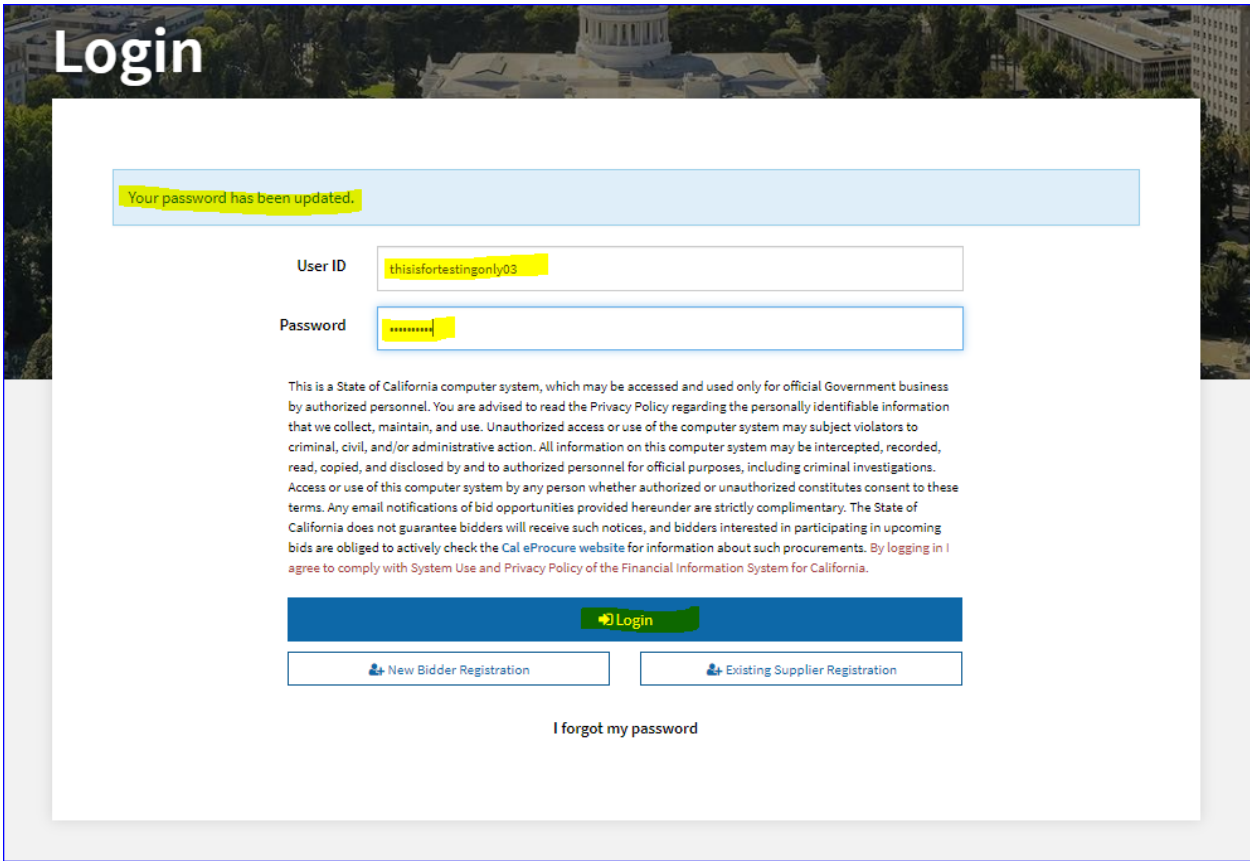 Login
Your password has been updated.
User ID
thisisfortestingonly03
Password
••••••••••
This is a State of California computer system, which may be accessed and used only for official Government business
by authorized personnel. You are advised to read the Privacy Policy regarding the personally identifiable information
that we collect, maintain, and use. Unauthorized access or use of the computer system may subject violators to
criminal, civil, and/or administrative action. All information on this computer system may be intercepted, recorded,
read, copied, and disclosed by and to authorized personnel for official purposes, including criminal investigations.
Access or use of this computer system by any person whether authorized or unauthorized constitutes consent to these
terms. Any email notifications of bid opportunities provided hereunder are strictly complimentary. The State of
California does not guarantee bidders will receive such notices, and bidders interested in participating in upcoming
bids are obliged to actively check the Cal eProcure website for information about such procurements. By logging in I
agree to comply with System Use and Privacy Policy of the Financial Information System for California.
Login
New Bidder Registration
Existing Supplier Registration
I forgot my password